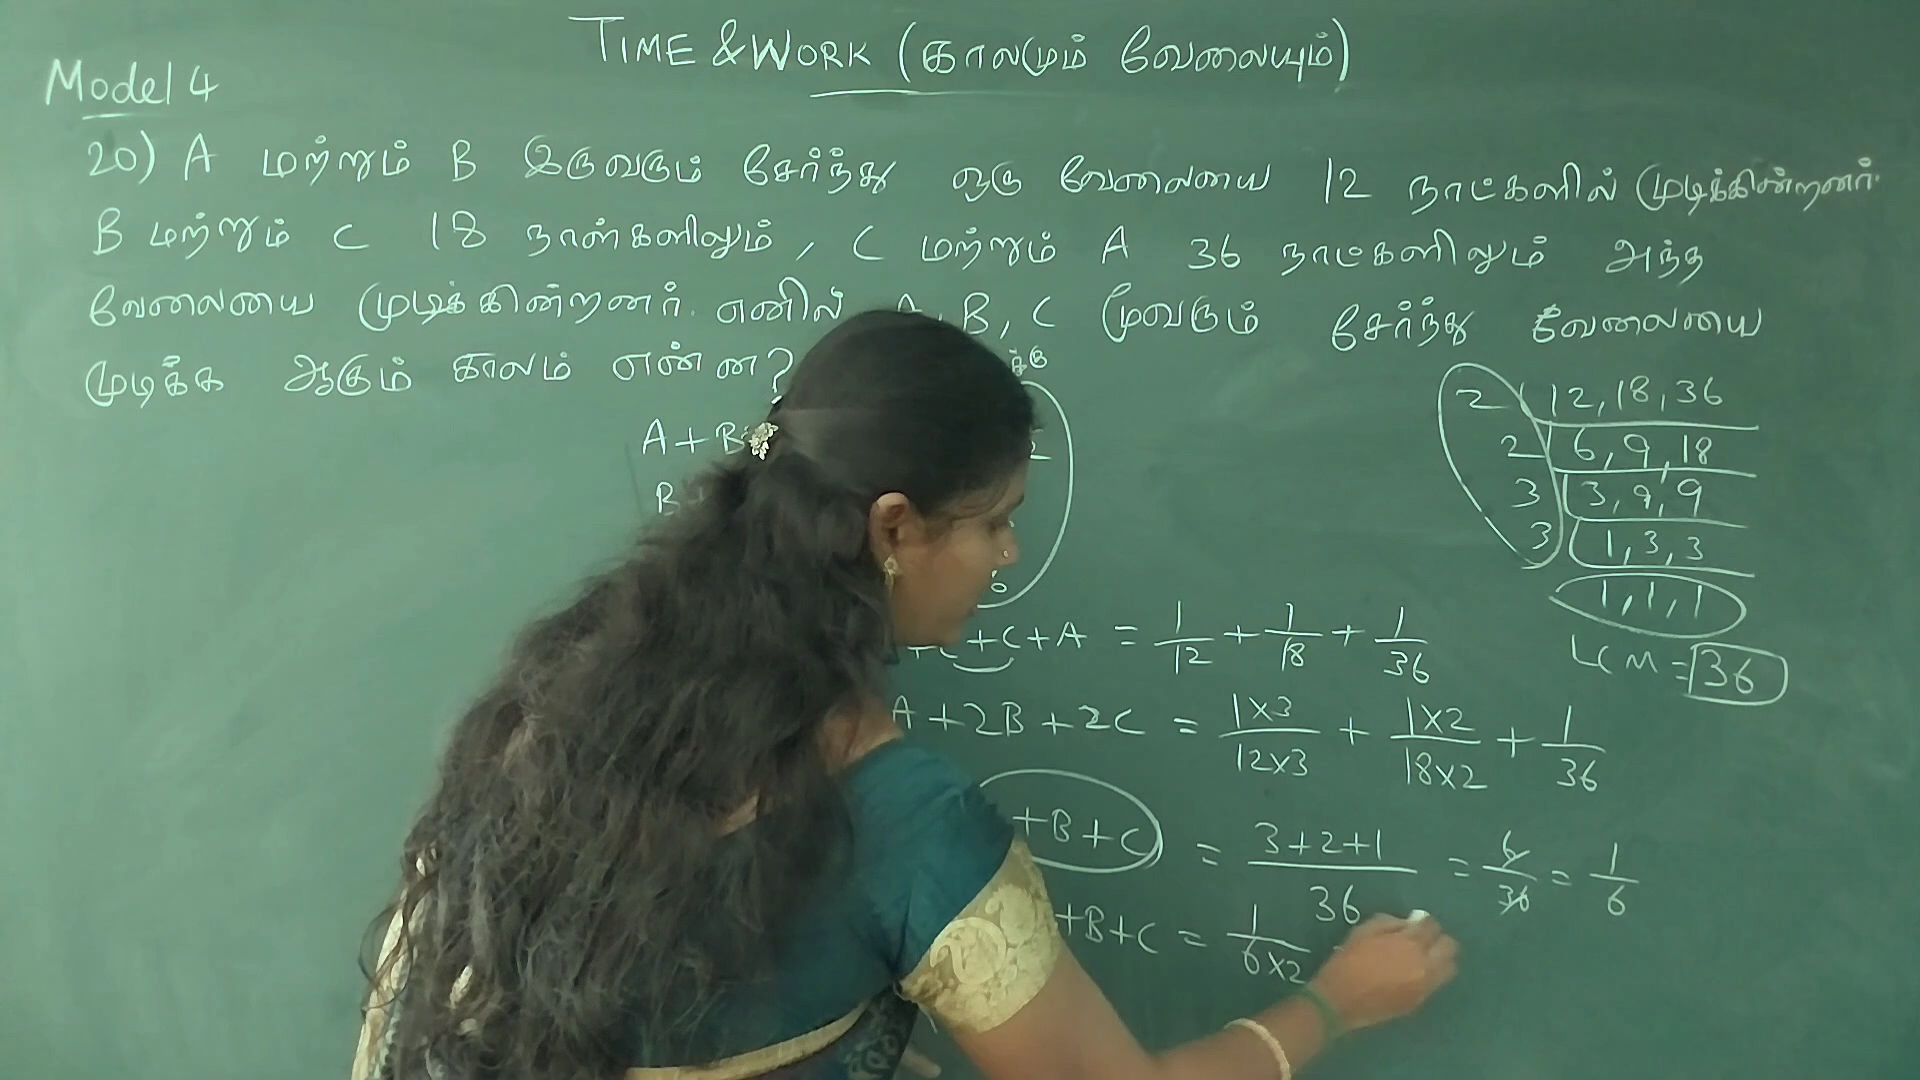 TIME & WORK (காலமும் வேலையும்)
Model 4
20) A மற்றும் B இருவரும் சேர்ந்து ஒரு வேலையை 12 நாட்களில் முடிக்கின்றனர்.
B மற்றும் C 18 நாள்களிலும், C மற்றும் A 36 நாட்களிலும் அந்த
வேலையை முடிக்கின்றனர். எனில் A, B, C மூவரும் சேர்ந்து வேலையை
முடிக்க ஆகும் காலம் என்ன?
A+B
B+
+C+A = 1/12 + 1/18 + 1/36
A+2B+2C = 1×3/12×3 + 1×2/18×2 + 1/36
+B+C = 3+2+1/36 = 6/36 = 1/6
+B+C = 1/6×2
2 | 12, 18, 36
2 | 6, 9, 18
3 | 3, 9, 9
3 | 1, 3, 3
1, 1, 1
LCM = 36